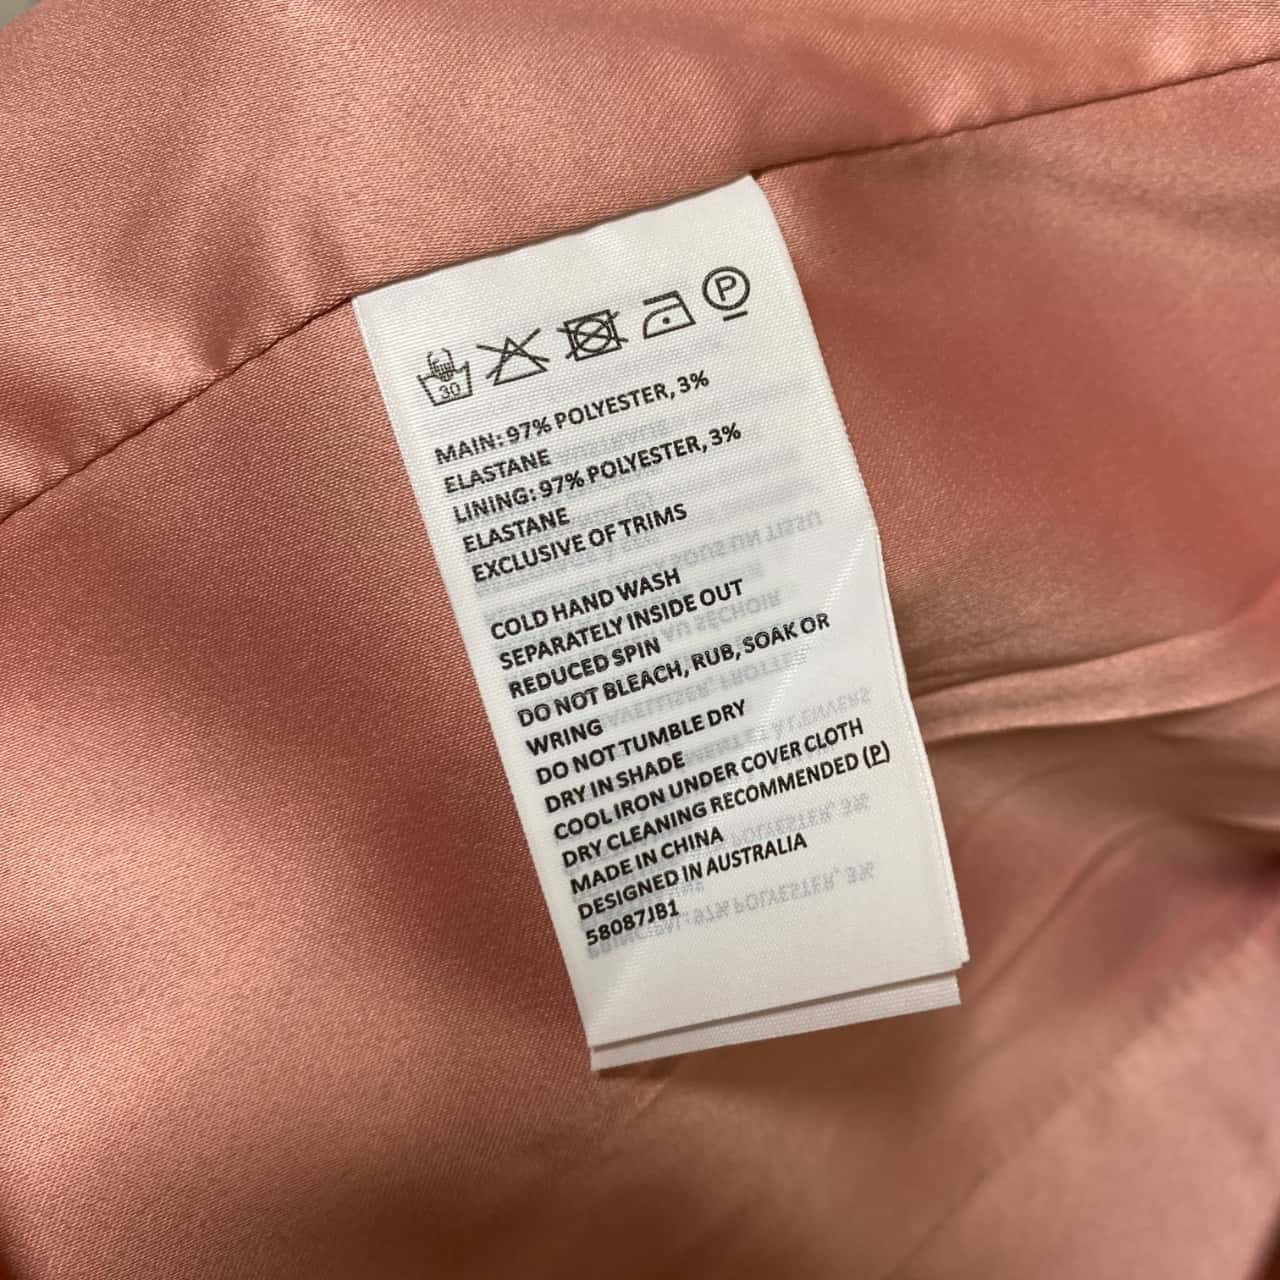 30 P
MAIN: 97% POLYESTER, 3%
ELASTANE
LINING: 97% POLYESTER, 3%
ELASTANE
EXCLUSIVE OF TRIMS
COLD HAND WASH
SEPARATELY INSIDE OUT
REDUCED SPIN
DO NOT BLEACH, RUB, SOAK OR
WRING
DO NOT TUMBLE DRY
DRY IN SHADE
COOL IRON UNDER COVER CLOTH
DRY CLEANING RECOMMENDED (P)
MADE IN CHINA
DESIGNED IN AUSTRALIA
58087JB1